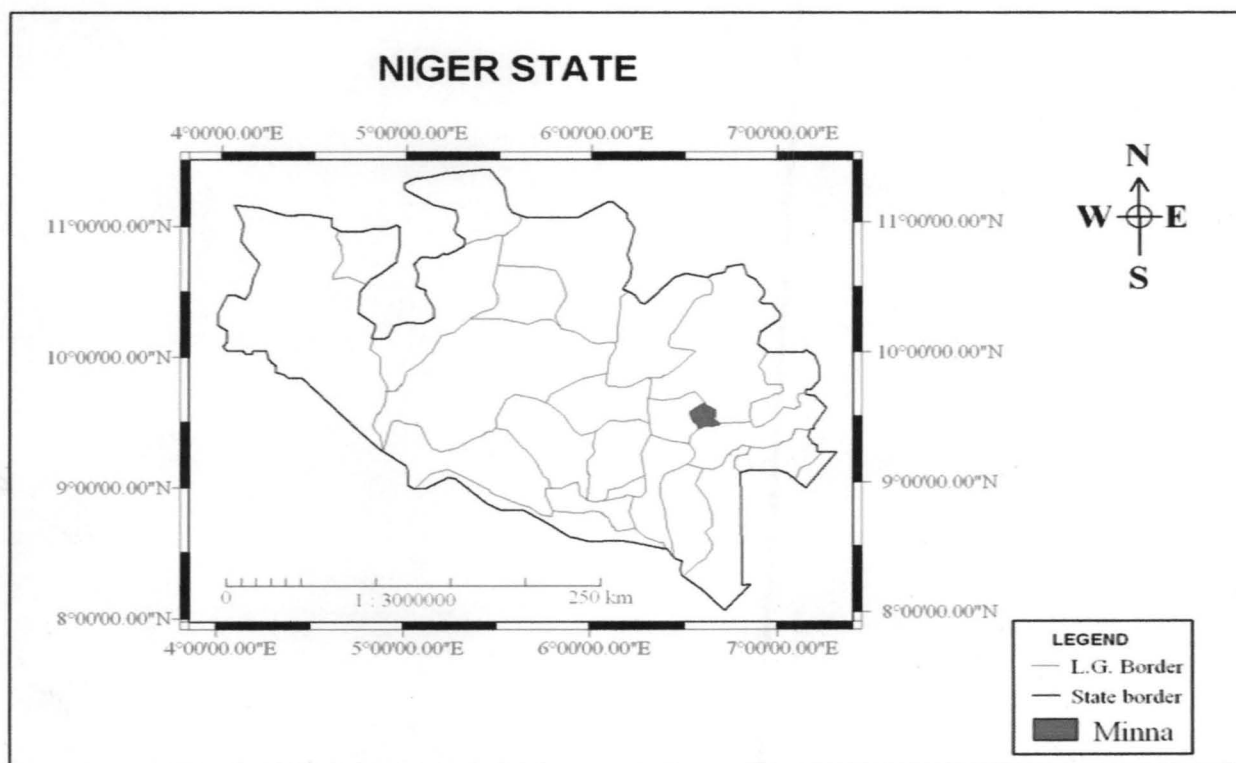 NIGER STATE
4°00'00.00"E 5°00'00.00"E 6°00'00.00"E 7°00'00.00"E
N
W E
S
11°00'00.00"N 11°00'00.00"N
10°00'00.00"N 10°00'00.00"N
9°00'00.00"N 9°00'00.00"N
0 1 : 3000000 250 km
8°00'00.00"N 8°00'00.00"N
4°00'00.00"E 5°00'00.00"E 6°00'00.00"E 7°00'00.00"E
LEGEND
L.G. Border
State border
Minna